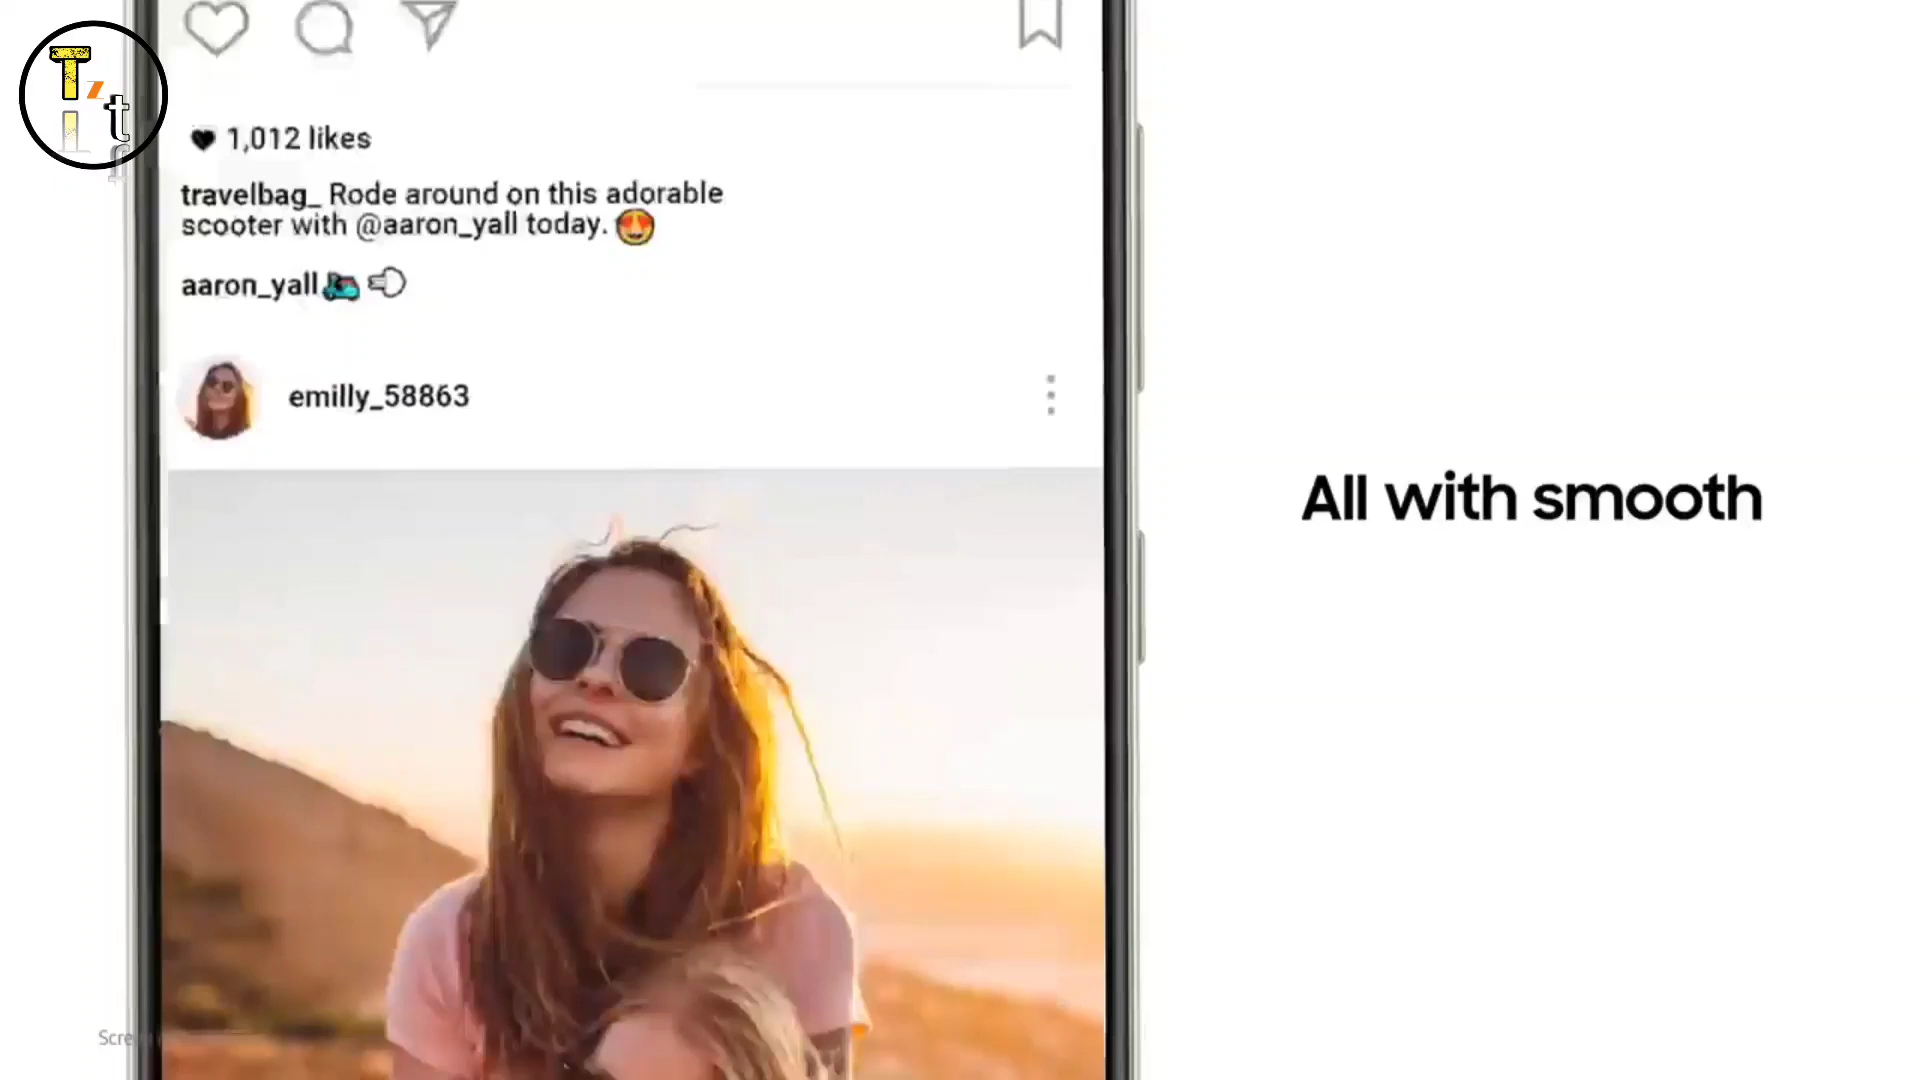 T
t
1,012 likes
travelbag_ Rode around on this adorable
scooter with @aaron_yall today.
aaron_yall
emilly_58863
All with smooth